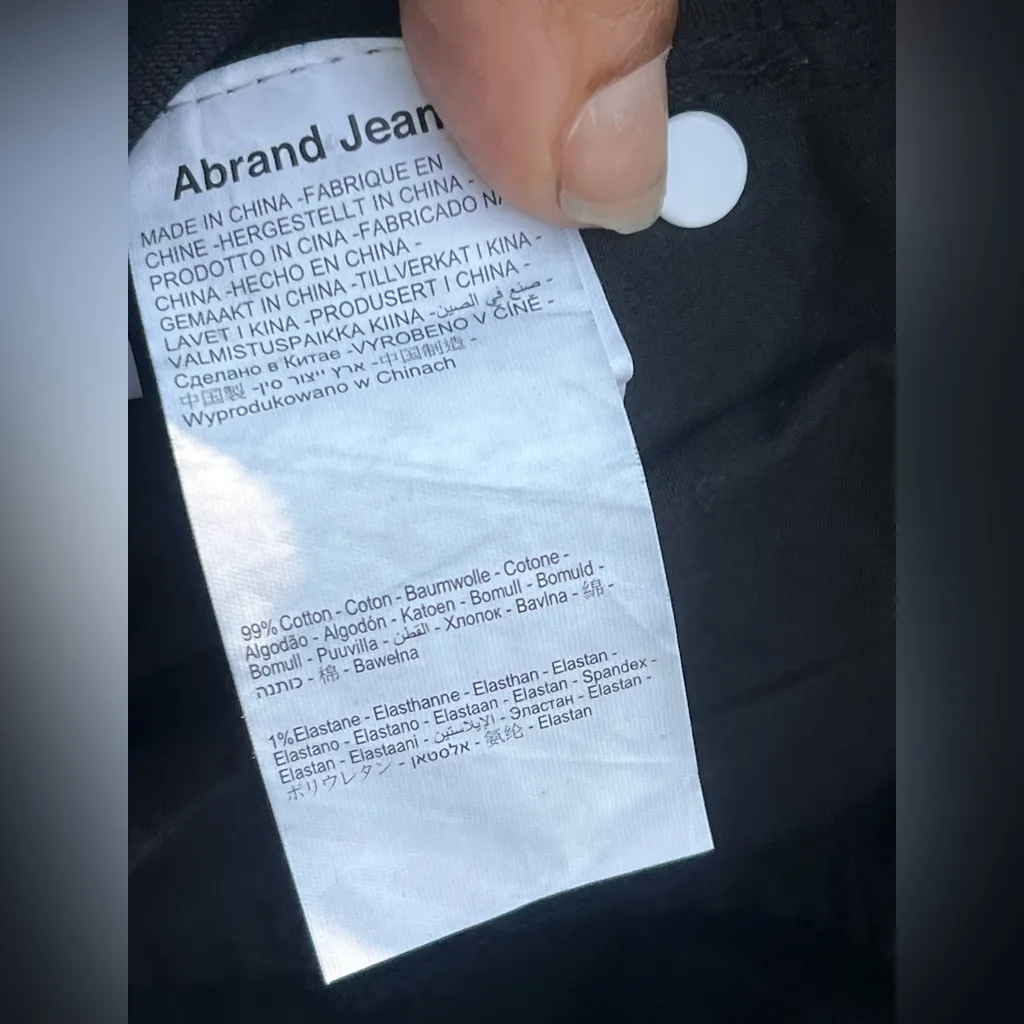 Abrand Jean
MADE IN CHINA -FABRIQUE EN
CHINE -HERGESTELLT IN CHINA -
PRODOTTO IN CINA -FABRICADO NA
CHINA -HECHO EN CHINA -
GEMAAKT IN CHINA -TILLVERKAT I KINA -
LAVET I KINA -PRODUSERT I CHINA -
VALMISTUSPAIKKA KIINA -صنع في الصين -
Сделано в Китае -VYROBENO V ČÍNĚ -
中国製 -ארץ ייצור סין -中国制造 -
Wyprodukowano w Chinach
99% Cotton - Coton - Baumwolle - Cotone -
Algodão - Algodón - Katoen - Bomull - Bomuld -
Bomull - Puuvilla - القطن - Хлопок - Bavlna - 綿 -
כותנה - 棉 - Bawełna
1%Elastane - Elasthanne - Elasthan - Elastan -
Elastano - Elastano - Elastaan - Elastan - Spandex -
Elastan - Elastaani - الإيلاستين - Эластан - Elastan -
ポリウレタン - אלסטאן - 氨纶 - Elastan